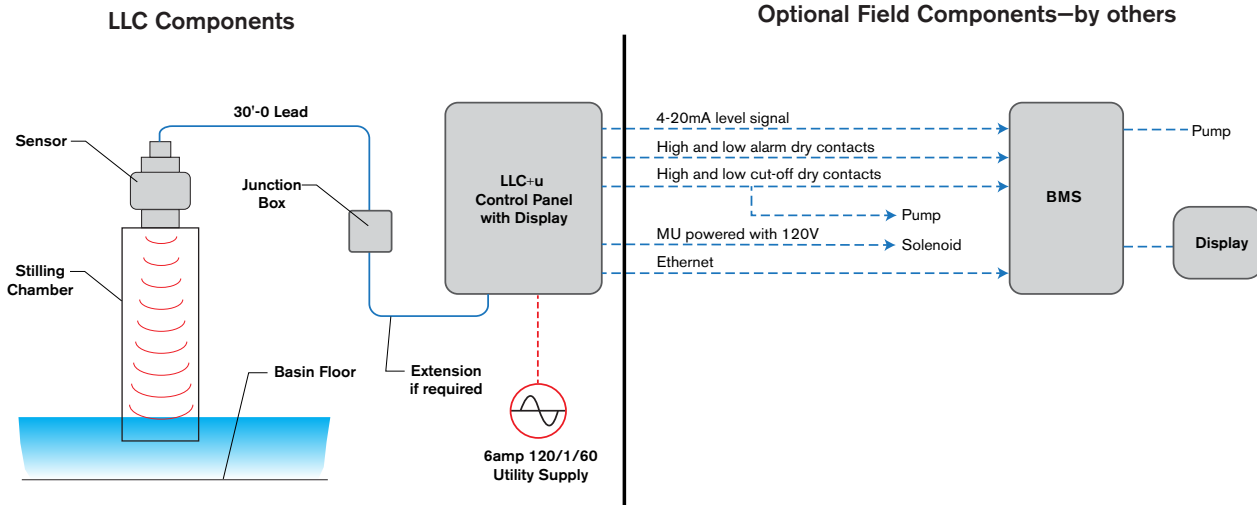 LLC Components
Optional Field Components—by others
30'-0 Lead
Sensor
Junction
Box
Stilling
Chamber
LLC+u
Control Panel
with Display
4-20mA level signal
High and low alarm dry contacts
High and low cut-off dry contacts
Pump
MU powered with 120V
Solenoid
Ethernet
BMS
Pump
Display
Basin Floor
Extension
if required
6amp 120/1/60
Utility Supply